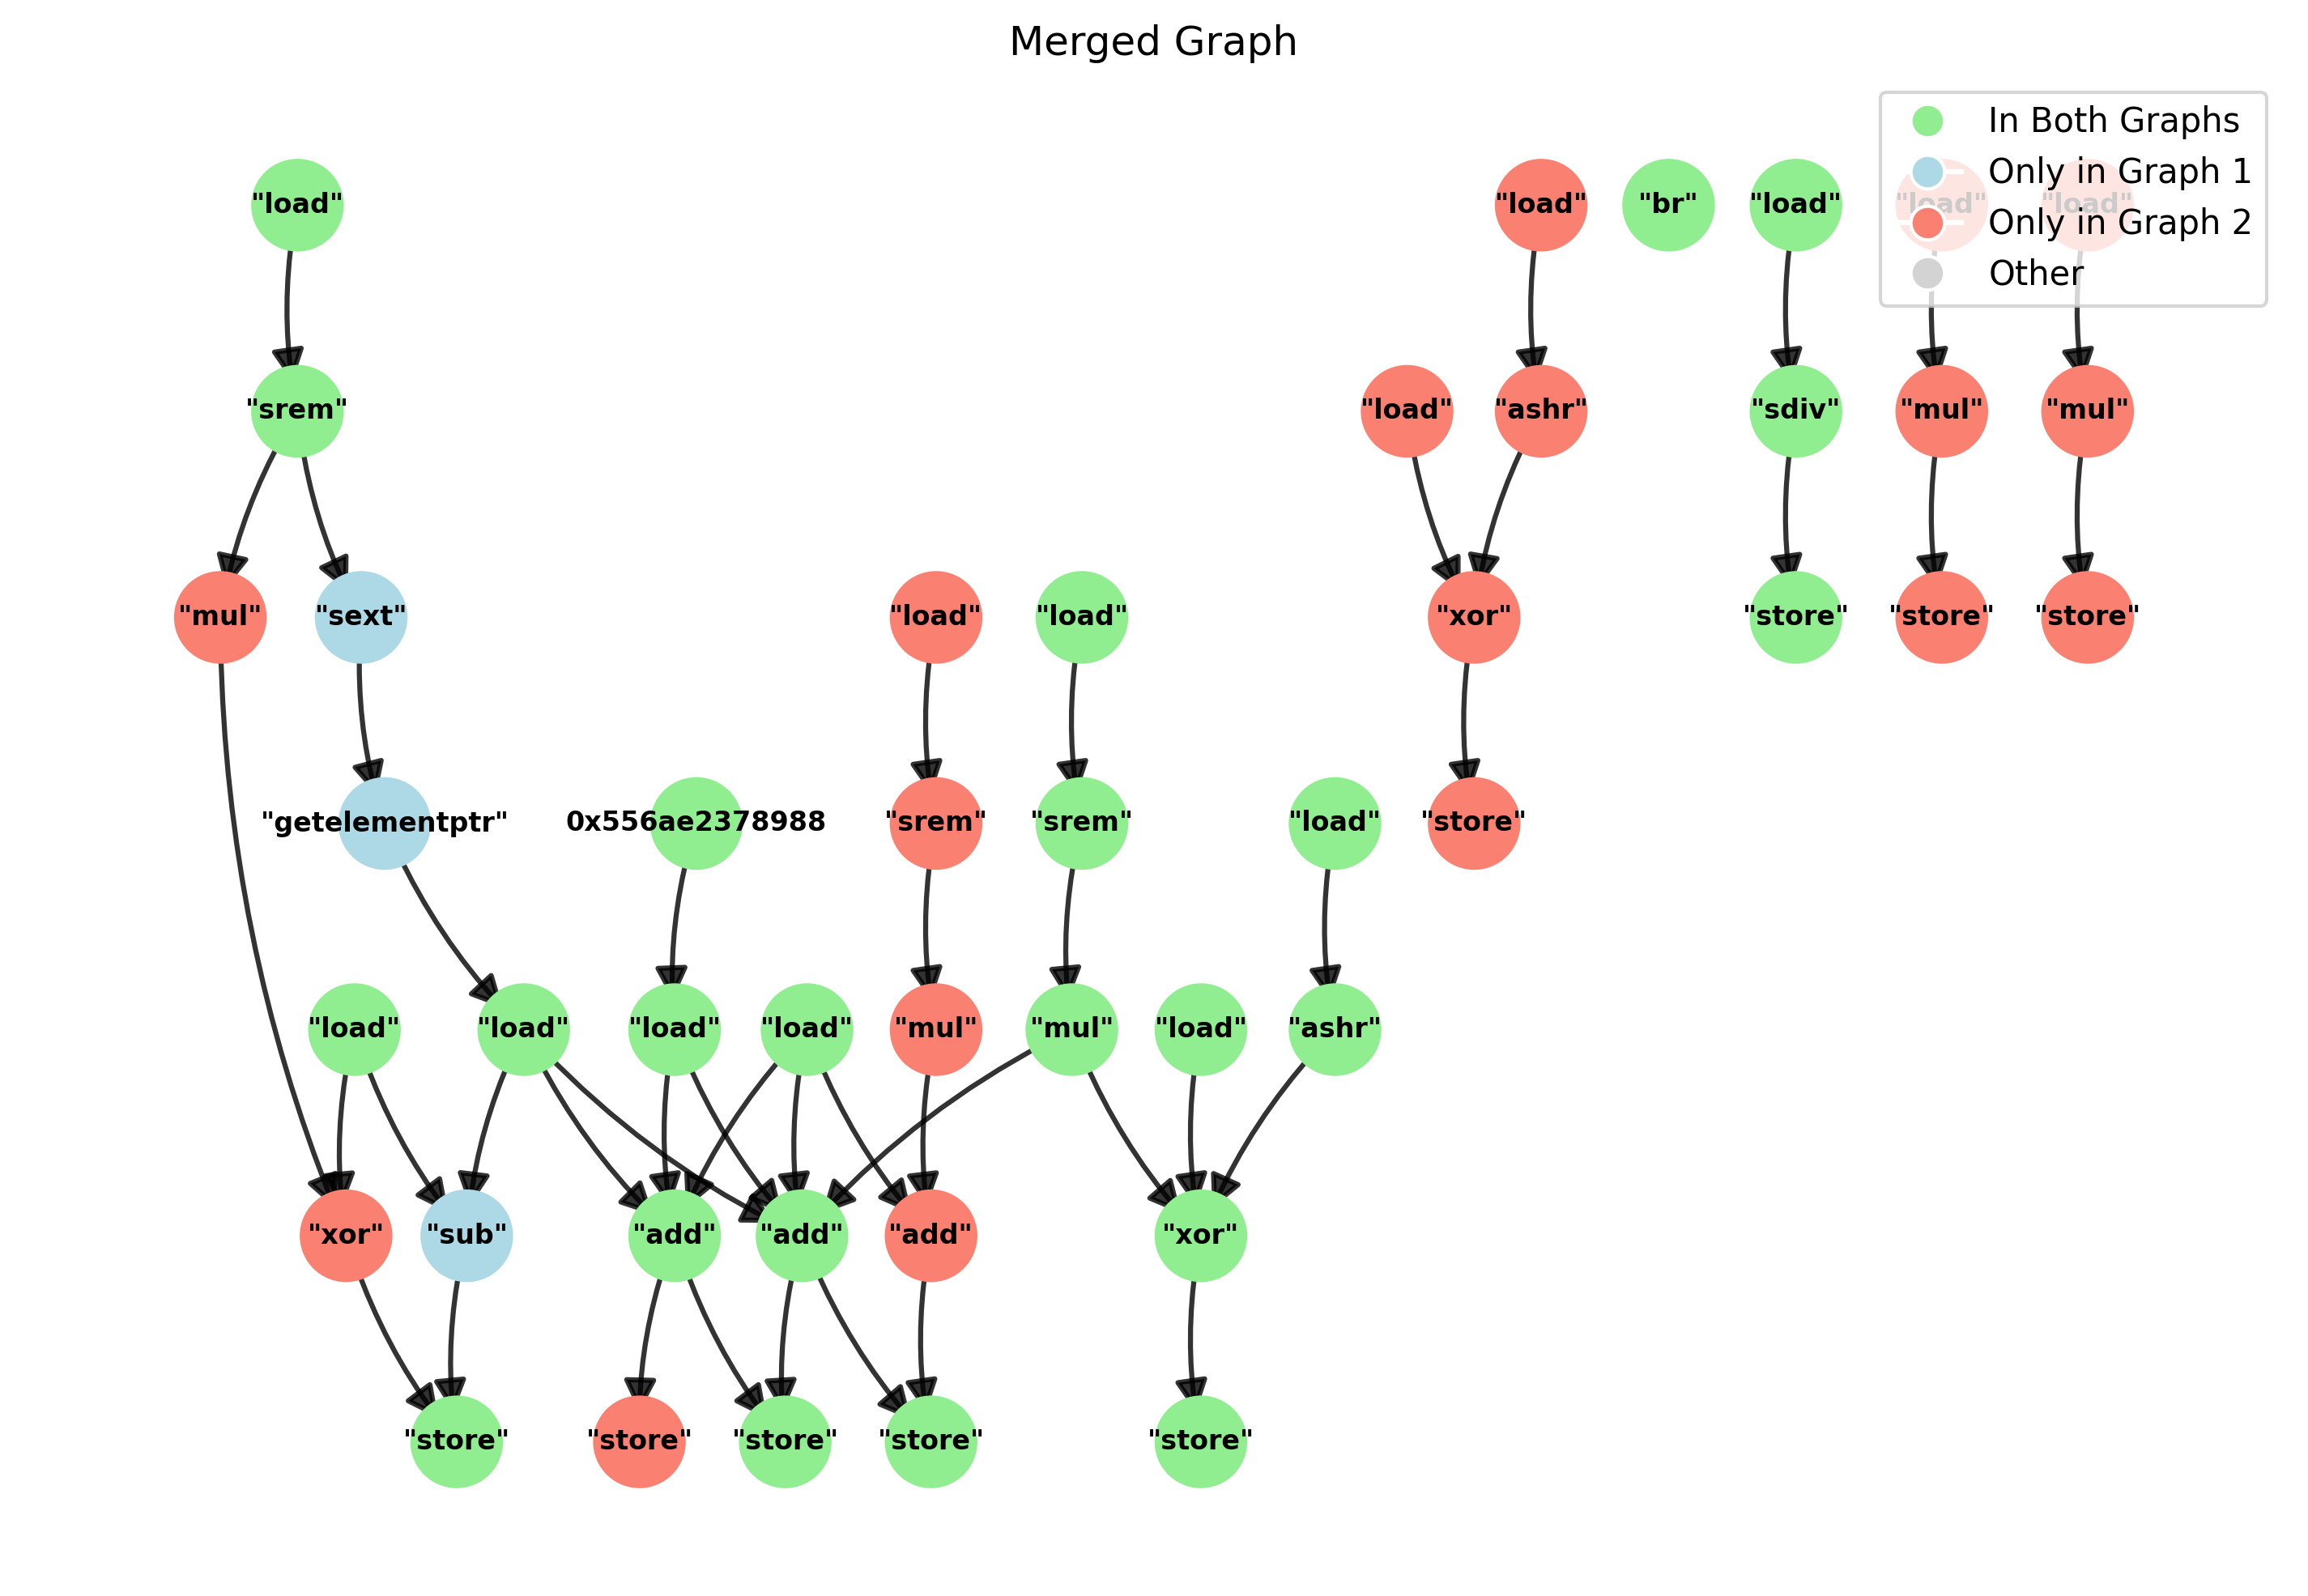 Merged Graph
In Both Graphs
Only in Graph 1
Only in Graph 2
Other
"load"
"load"
"br"
"load"
"load"
"load"
"srem"
"load"
"ashr"
"sdiv"
"mul"
"mul"
"mul"
"sext"
"load"
"load"
"xor"
"store"
"store"
"store"
"getelementptr"
0x556ae2378988
"srem"
"srem"
"load"
"store"
"load"
"load"
"load"
"load"
"mul"
"mul"
"load"
"ashr"
"xor"
"sub"
"add"
"add"
"add"
"xor"
"store"
"store"
"store"
"store"
"store"